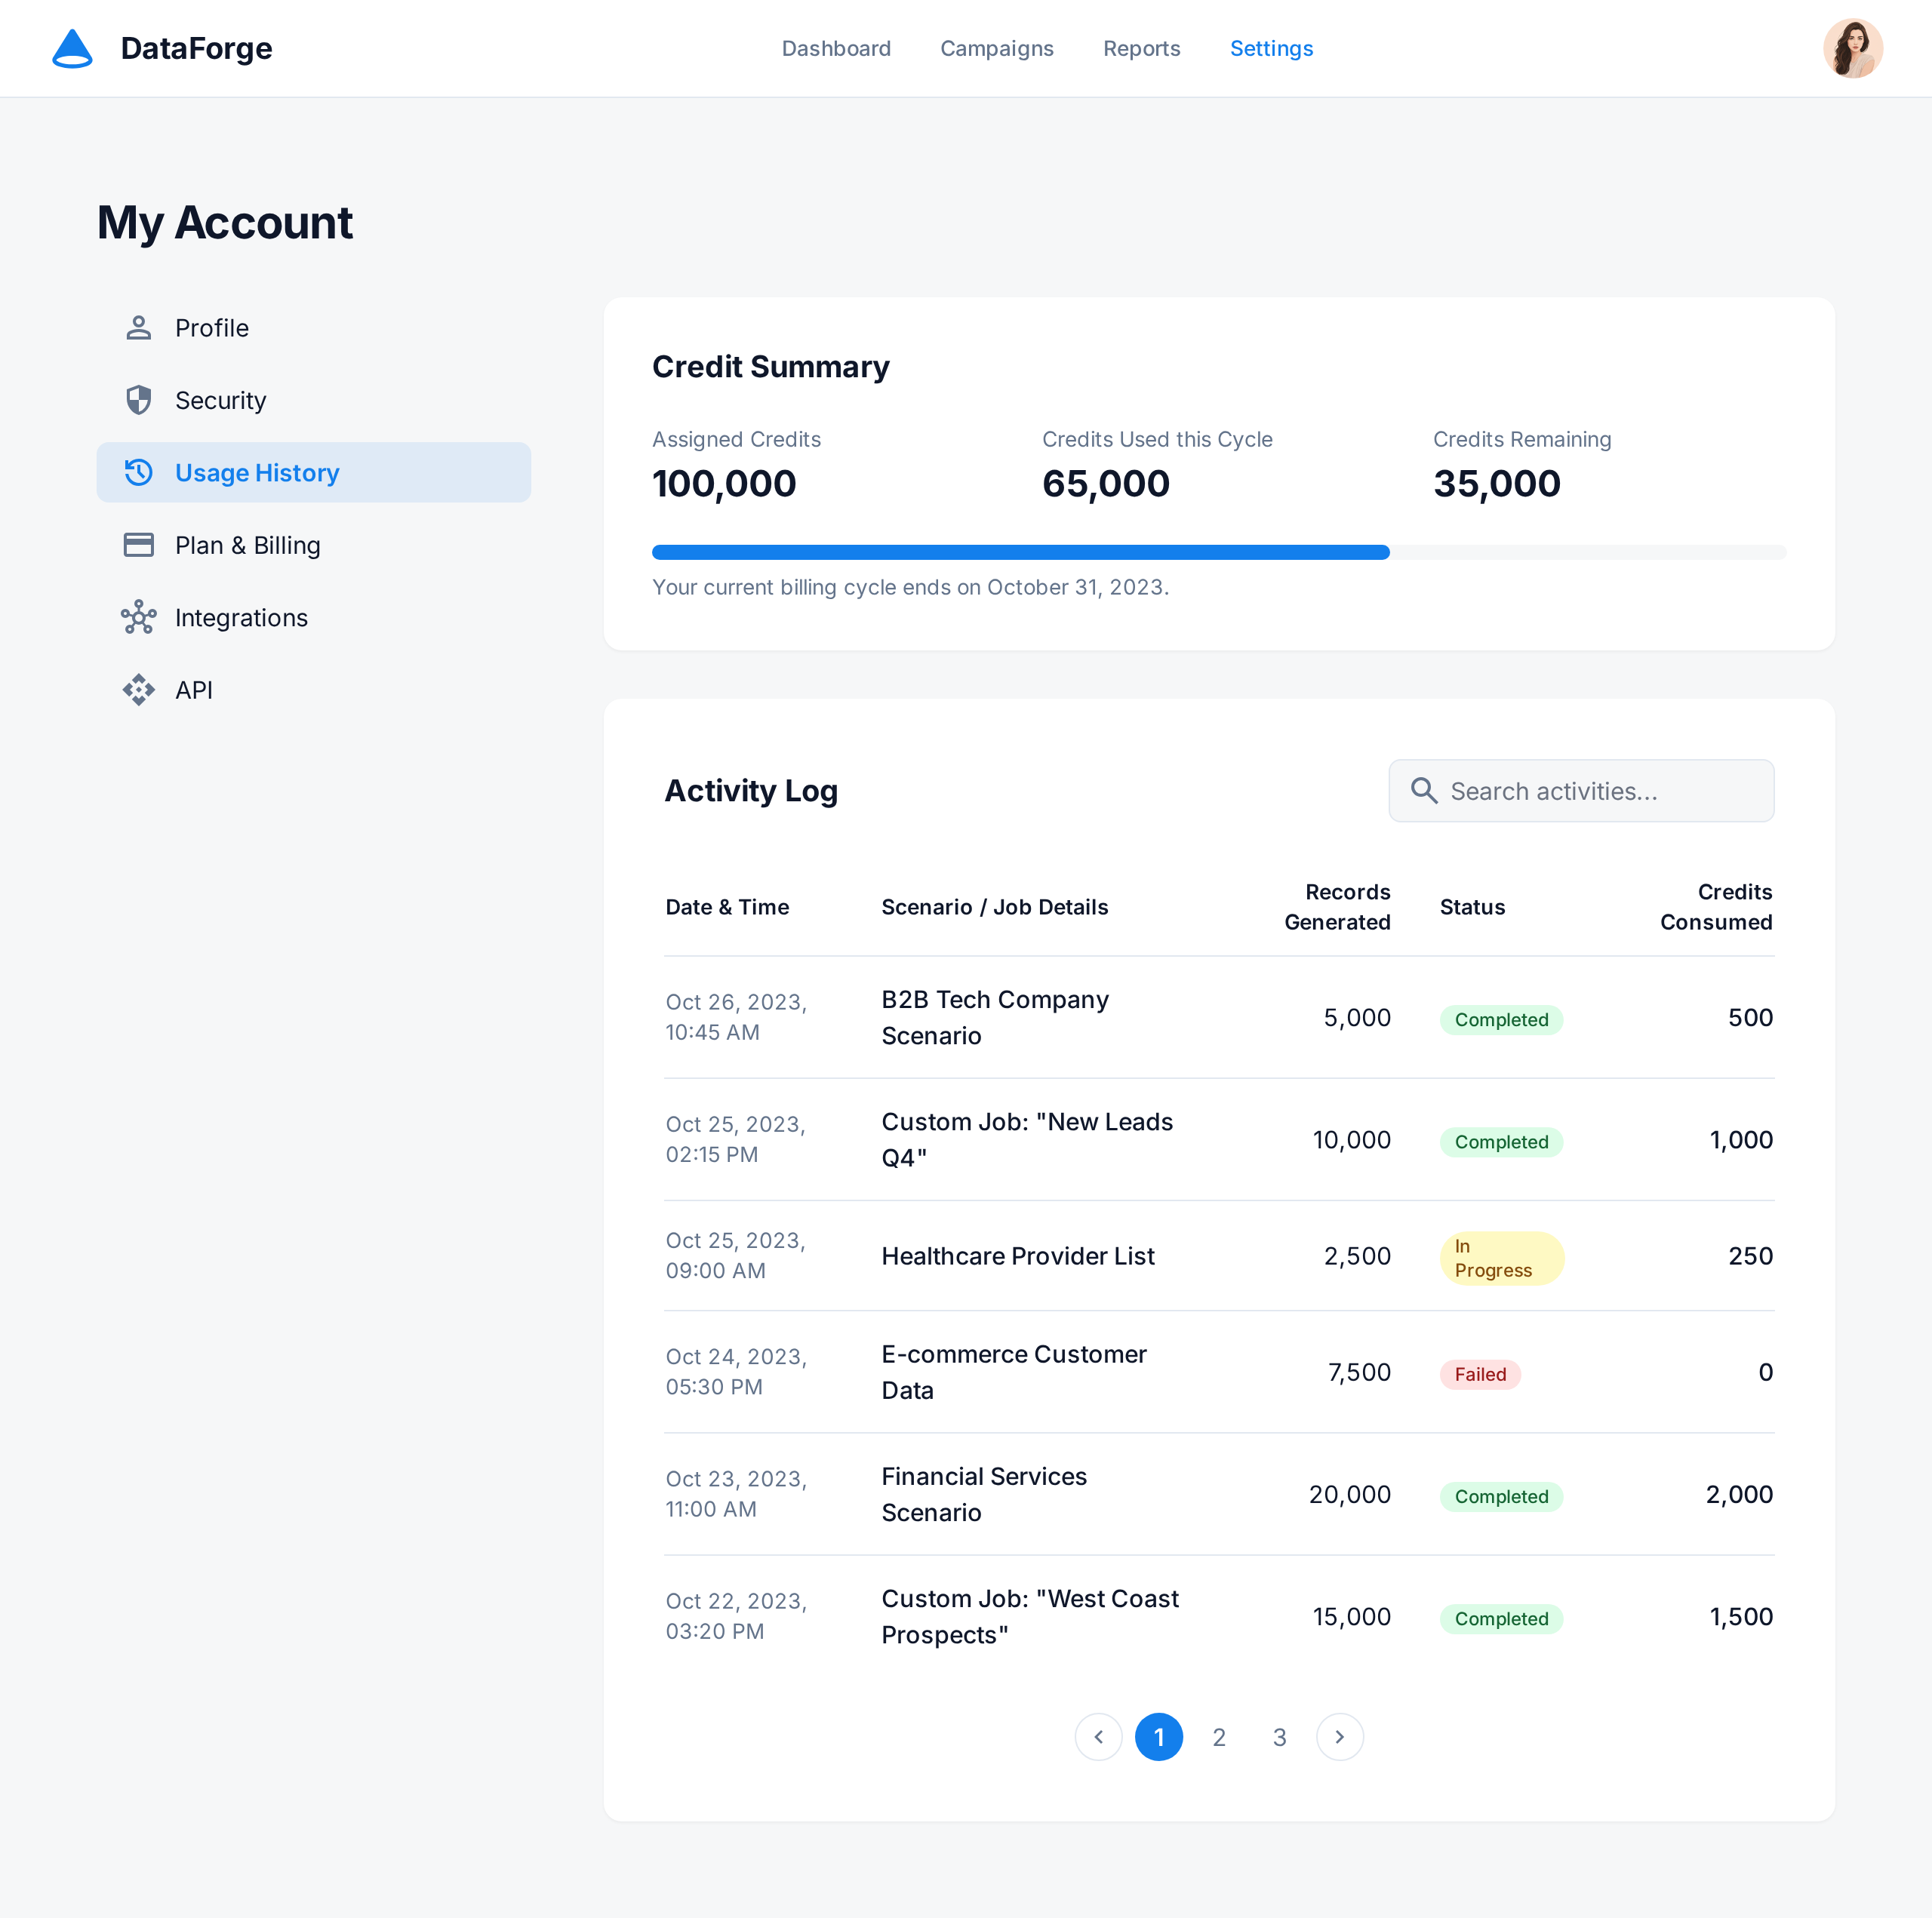 DataForge
Dashboard
Campaigns
Reports
Settings
My Account
Profile
Security
Usage History
Plan & Billing
Integrations
API
Credit Summary
Assigned Credits
100,000
Credits Used this Cycle
65,000
Credits Remaining
35,000
Your current billing cycle ends on October 31, 2023.
Activity Log
Search activities...
Date & Time
Scenario / Job Details
Records
Generated
Status
Credits
Consumed
Oct 26, 2023,
10:45 AM
B2B Tech Company
Scenario
5,000
Completed
500
Oct 25, 2023,
02:15 PM
Custom Job: "New Leads
Q4"
10,000
Completed
1,000
Oct 25, 2023,
09:00 AM
Healthcare Provider List
2,500
In
Progress
250
Oct 24, 2023,
05:30 PM
E-commerce Customer
Data
7,500
Failed
0
Oct 23, 2023,
11:00 AM
Financial Services
Scenario
20,000
Completed
2,000
Oct 22, 2023,
03:20 PM
Custom Job: "West Coast
Prospects"
15,000
Completed
1,500
1
2
3